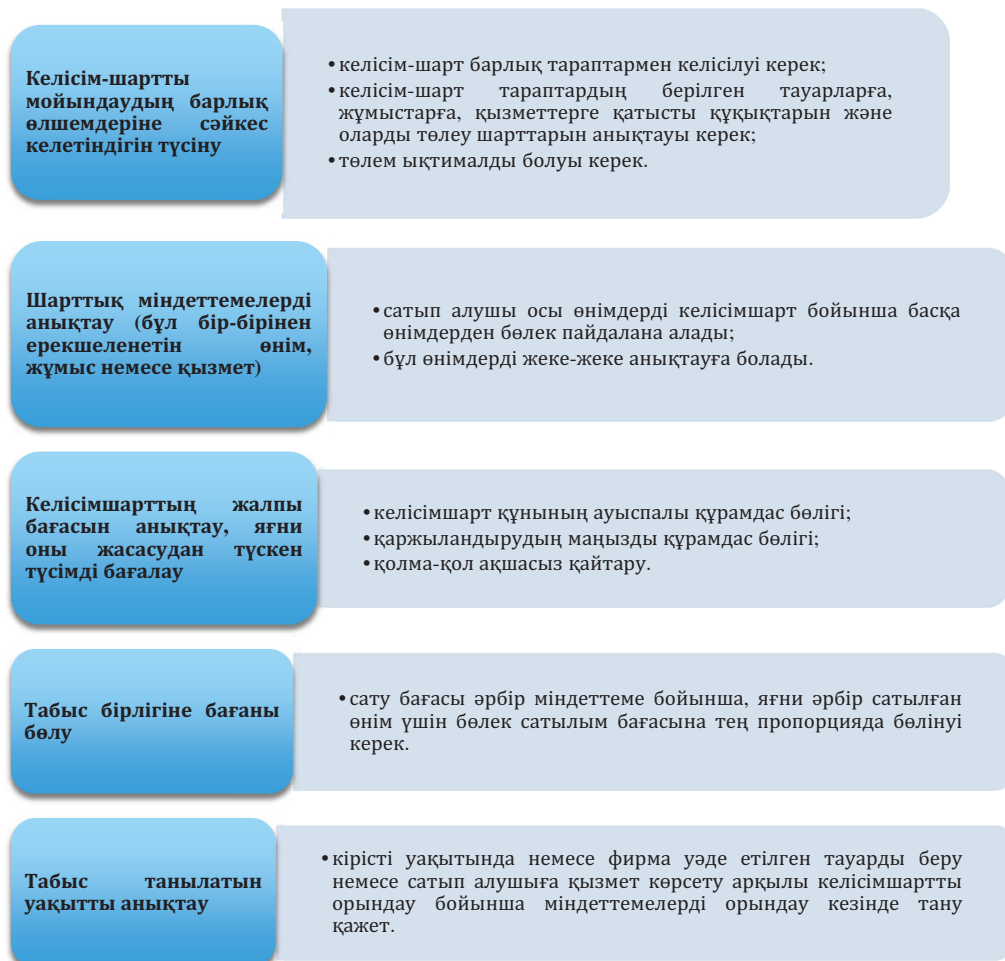 Келісім-шартты
мойындаудың барлық
өлшемдеріне сәйкес
келетіндігін түсіну
• келісім-шарт барлық тараптармен келісілуі керек;
• келісім-шарт тараптардың берілген тауарларға,
жұмыстарға, қызметтерге қатысты құқықтарын және
оларды төлеу шарттарын анықтауы керек;
• төлем ықтималды болуы керек.
Шарттық міндеттемелерді
анықтау (бұл бір-бірінен
ерекшеленетін өнім,
жұмыс немесе қызмет)
• сатып алушы осы өнімдерді келісімшарт бойынша басқа
өнімдерден бөлек пайдалана алады;
• бұл өнімдерді жеке-жеке анықтауға болады.
Келісімшарттың жалпы
бағасын анықтау, яғни
оны жасасудан түскен
түсімді бағалау
• келісімшарт құнының ауыспалы құрамдас бөлігі;
• қаржыландырудың маңызды құрамдас бөлігі;
• қолма-қол ақшасыз қайтару.
Табыс бірлігіне бағаны
бөлу
• сату бағасы әрбір міндеттеме бойынша, яғни әрбір сатылған
өнім үшін бөлек сатылым бағасына тең пропорцияда бөлінуі
керек.
Табыс танылатын
уақытты анықтау
• кірісті уақытында немесе фирма уәде етілген тауарды беру
немесе сатып алушыға қызмет көрсету арқылы келісімшартты
орындау бойынша міндеттемелерді орындау кезінде тану
қажет.